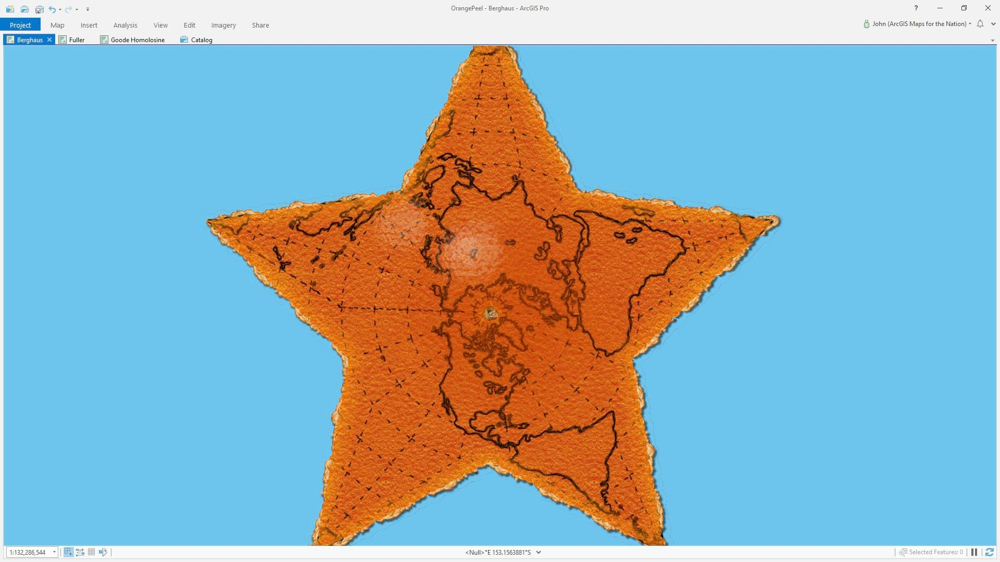 OrangePeel - Berghaus - ArcGIS Pro
?
Project Map Insert Analysis View Edit Imagery Share
John (ArcGIS Maps for the Nation)
Berghaus Fuller Goode Homolosine Catalog
1:132,286,544
<Null>°E 153.1563881°S
Selected Features: 0